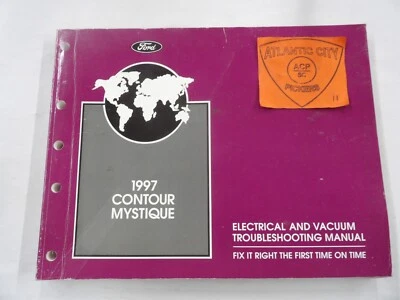 Ford
ATLANTIC CITY
ACP
PICKERS
1997
CONTOUR
MYSTIQUE
ELECTRICAL AND VACUUM
TROUBLESHOOTING MANUAL
FIX IT RIGHT THE FIRST TIME ON TIME